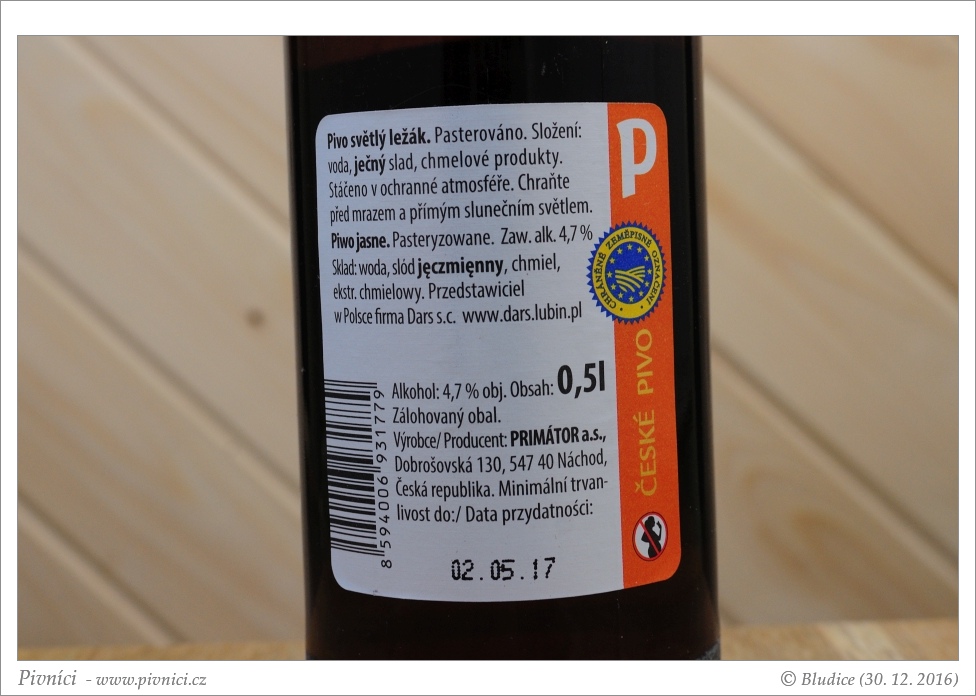 Pivo světlý ležák. Pasterováno. Složení:
voda, ječný slad, chmelové produkty.
Stáčeno v ochranné atmosféře. Chraňte
před mrazem a přímým slunečním světlem.
Piwo jasne. Pasteryzowane. Zaw. alk. 4,7 %
Skład: woda, słód jęczmięnny, chmiel,
ekstr. chmielowy. Przedstawiciel
w Polsce firma Dars s.c. www.dars.lubin.pl
Alkohol: 4,7 % obj. Obsah: 0,5l
Zálohovaný obal.
Výrobce/ Producent: PRIMÁTOR a.s.,
Dobrošovská 130, 547 40 Náchod,
Česká republika. Minimální trvan-
livost do:/ Data przydatności:
02.05.17
8 594006 931779
P
CHRÁNĚNÉ ZEMĚPISNÉ OZNAČENÍ
ČESKÉ PIVO
Pivníci - www.pivnici.cz
© Bludice (30. 12. 2016)